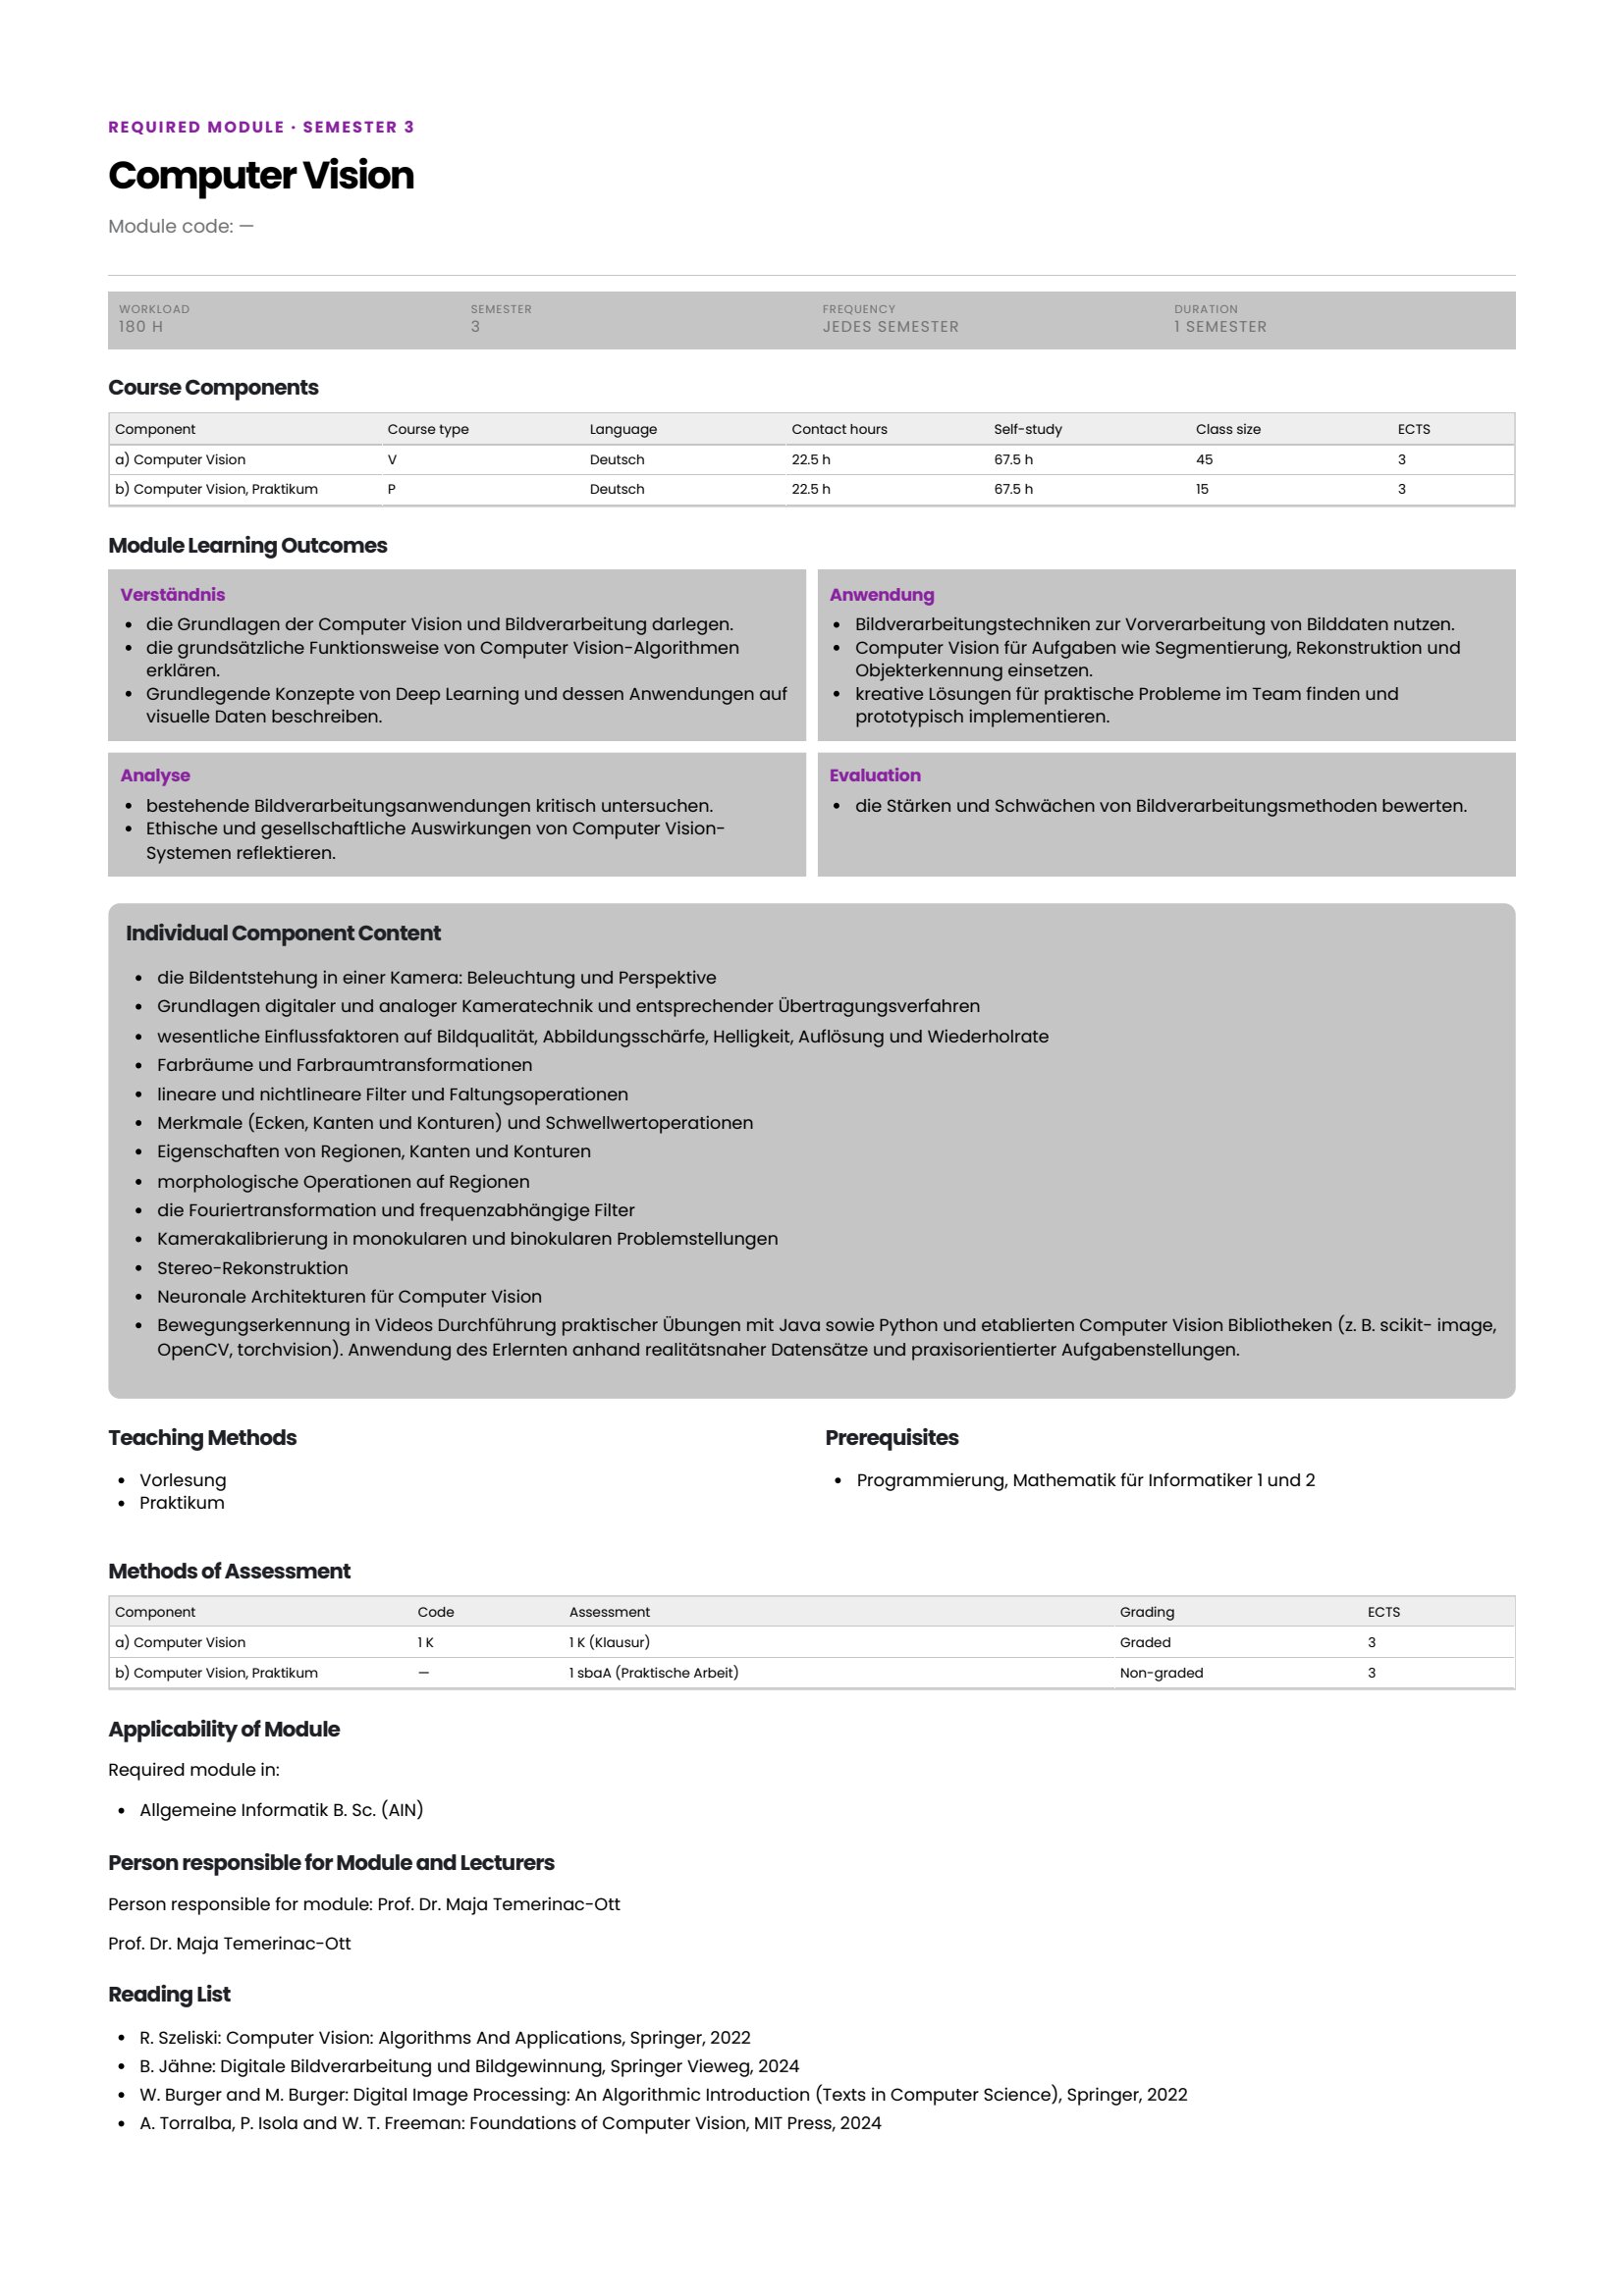 REQUIRED MODULE · SEMESTER 3
Computer Vision
Module code: —
WORKLOAD SEMESTER FREQUENCY DURATION
180 H 3 JEDES SEMESTER 1 SEMESTER
Course Components
Component Course type Language Contact hours Self-study Class size ECTS
a) Computer Vision V Deutsch 22.5 h 67.5 h 45 3
b) Computer Vision, Praktikum P Deutsch 22.5 h 67.5 h 15 3
Module Learning Outcomes
Verständnis
• die Grundlagen der Computer Vision und Bildverarbeitung darlegen.
• die grundsätzliche Funktionsweise von Computer Vision-Algorithmen
erklären.
• Grundlegende Konzepte von Deep Learning und dessen Anwendungen auf
visuelle Daten beschreiben.
Anwendung
• Bildverarbeitungstechniken zur Vorverarbeitung von Bilddaten nutzen.
• Computer Vision für Aufgaben wie Segmentierung, Rekonstruktion und
Objekterkennung einsetzen.
• kreative Lösungen für praktische Probleme im Team finden und
prototypisch implementieren.
Analyse
• bestehende Bildverarbeitungsanwendungen kritisch untersuchen.
• Ethische und gesellschaftliche Auswirkungen von Computer Vision-
Systemen reflektieren.
Evaluation
• die Stärken und Schwächen von Bildverarbeitungsmethoden bewerten.
Individual Component Content
• die Bildentstehung in einer Kamera: Beleuchtung und Perspektive
• Grundlagen digitaler und analoger Kameratechnik und entsprechender Übertragungsverfahren
• wesentliche Einflussfaktoren auf Bildqualität, Abbildungsschärfe, Helligkeit, Auflösung und Wiederholrate
• Farbräume und Farbraumtransformationen
• lineare und nichtlineare Filter und Faltungsoperationen
• Merkmale (Ecken, Kanten und Konturen) und Schwellwertoperationen
• Eigenschaften von Regionen, Kanten und Konturen
• morphologische Operationen auf Regionen
• die Fouriertransformation und frequenzabhängige Filter
• Kamerakalibrierung in monokularen und binokularen Problemstellungen
• Stereo-Rekonstruktion
• Neuronale Architekturen für Computer Vision
• Bewegungserkennung in Videos Durchführung praktischer Übungen mit Java sowie Python und etablierten Computer Vision Bibliotheken (z. B. scikit- image,
OpenCV, torchvision). Anwendung des Erlernten anhand realitätsnaher Datensätze und praxisorientierter Aufgabenstellungen.
Teaching Methods
• Vorlesung
• Praktikum
Prerequisites
• Programmierung, Mathematik für Informatiker 1 und 2
Methods of Assessment
Component Code Assessment Grading ECTS
a) Computer Vision 1 K 1 K (Klausur) Graded 3
b) Computer Vision, Praktikum — 1 sbaA (Praktische Arbeit) Non-graded 3
Applicability of Module
Required module in:
• Allgemeine Informatik B. Sc. (AIN)
Person responsible for Module and Lecturers
Person responsible for module: Prof. Dr. Maja Temerinac-Ott
Prof. Dr. Maja Temerinac-Ott
Reading List
• R. Szeliski: Computer Vision: Algorithms And Applications, Springer, 2022
• B. Jähne: Digitale Bildverarbeitung und Bildgewinnung, Springer Vieweg, 2024
• W. Burger and M. Burger: Digital Image Processing: An Algorithmic Introduction (Texts in Computer Science), Springer, 2022
• A. Torralba, P. Isola and W. T. Freeman: Foundations of Computer Vision, MIT Press, 2024